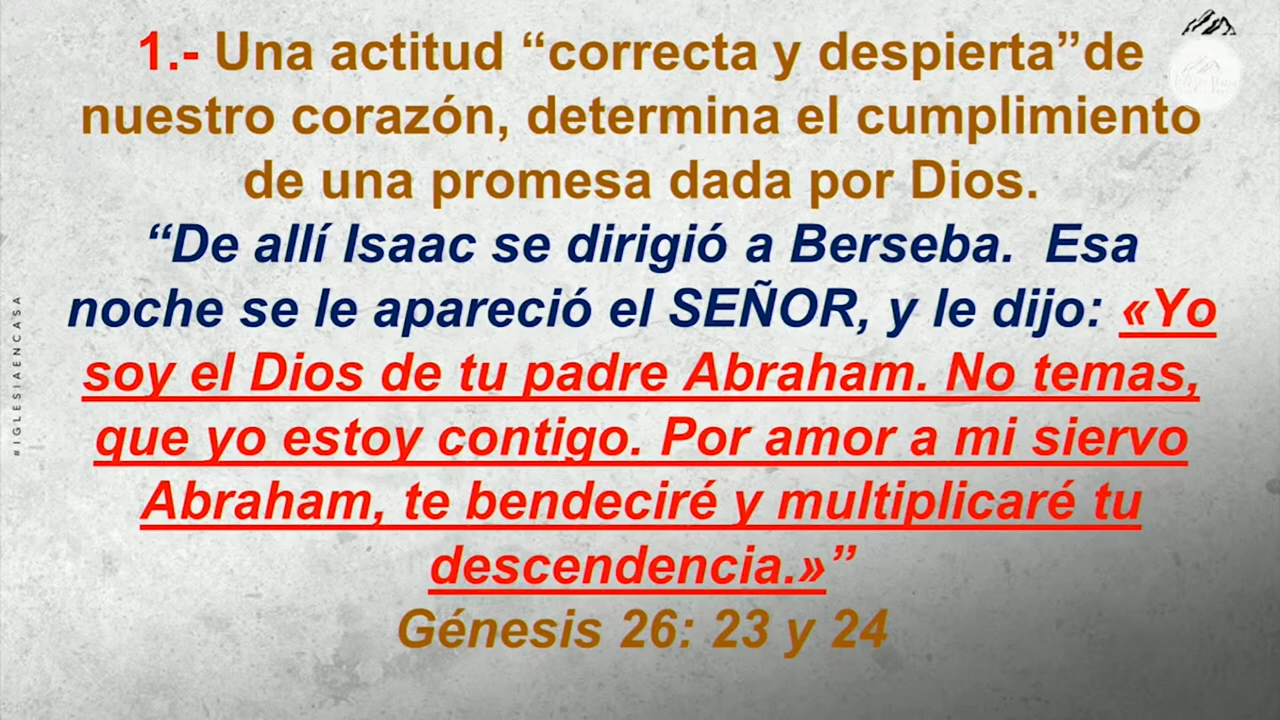 1.- Una actitud “correcta y despierta”de
nuestro corazón, determina el cumplimiento
de una promesa dada por Dios.
“De allí Isaac se dirigió a Berseba.  Esa
noche se le apareció el SEÑOR, y le dijo: «Yo
soy el Dios de tu padre Abraham. No temas,
que yo estoy contigo. Por amor a mi siervo
Abraham, te bendeciré y multiplicaré tu
descendencia.»”
Génesis 26: 23 y 24
#IGLESIAENCASA